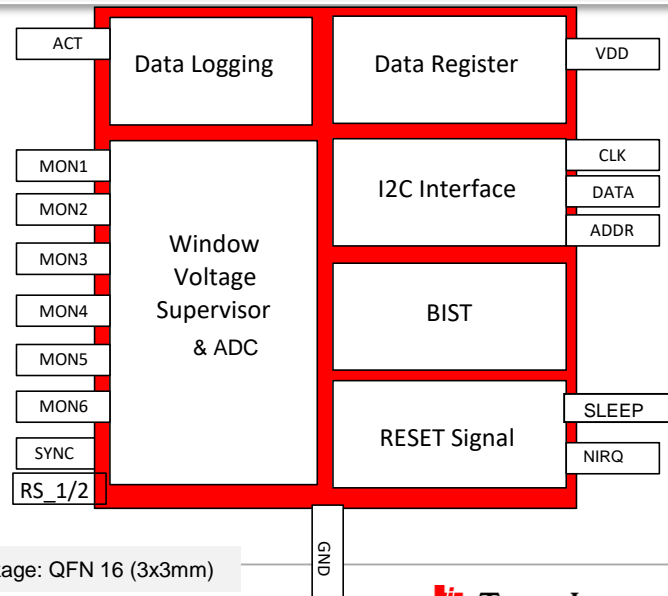 ACT
Data Logging
Data Register
VDD
MON1
MON2
MON3
MON4
MON5
MON6
SYNC
RS_1/2
Window
Voltage
Supervisor
& ADC
I2C Interface
CLK
DATA
ADDR
BIST
RESET Signal
SLEEP
NIRQ
GND
QFN 16 (3x3mm)